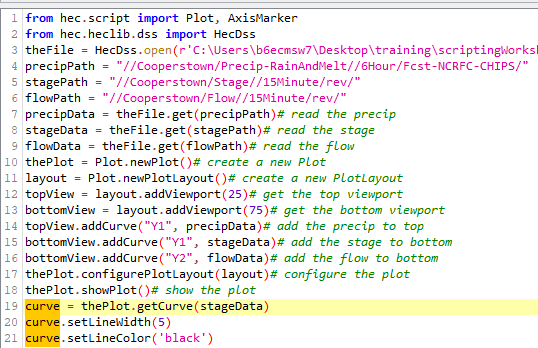 1 from hec.script import Plot, AxisMarker
2 from hec.heclib.dss import HecDss
3 theFile = HecDss.open(r'C:\Users\b6ecmsw7\Desktop\training\scriptingWorksh
4 precipPath = "//Cooperstown/Precip-RainAndMelt//6Hour/Fcst-NCRFC-CHIPS/"
5 stagePath = "//Cooperstown/Stage//15Minute/rev/"
6 flowPath = "//Cooperstown/Flow//15Minute/rev/"
7 precipData = theFile.get(precipPath)# read the precip
8 stageData = theFile.get(stagePath)# read the stage
9 flowData = theFile.get(flowPath)# read the flow
10 thePlot = Plot.newPlot()# create a new Plot
11 layout = Plot.newPlotLayout()# create a new PlotLayout
12 topView = layout.addViewport(25)# get the top viewport
13 bottomView = layout.addViewport(75)# get the bottom viewport
14 topView.addCurve("Y1", precipData)# add the precip to top
15 bottomView.addCurve("Y1", stageData)# add the stage to bottom
16 bottomView.addCurve("Y2", flowData)# add the flow to bottom
17 thePlot.configurePlotLayout(layout)# configure the plot
18 thePlot.showPlot()# show the plot
19 curve = thePlot.getCurve(stageData)
20 curve.setLineWidth(5)
21 curve.setLineColor('black')